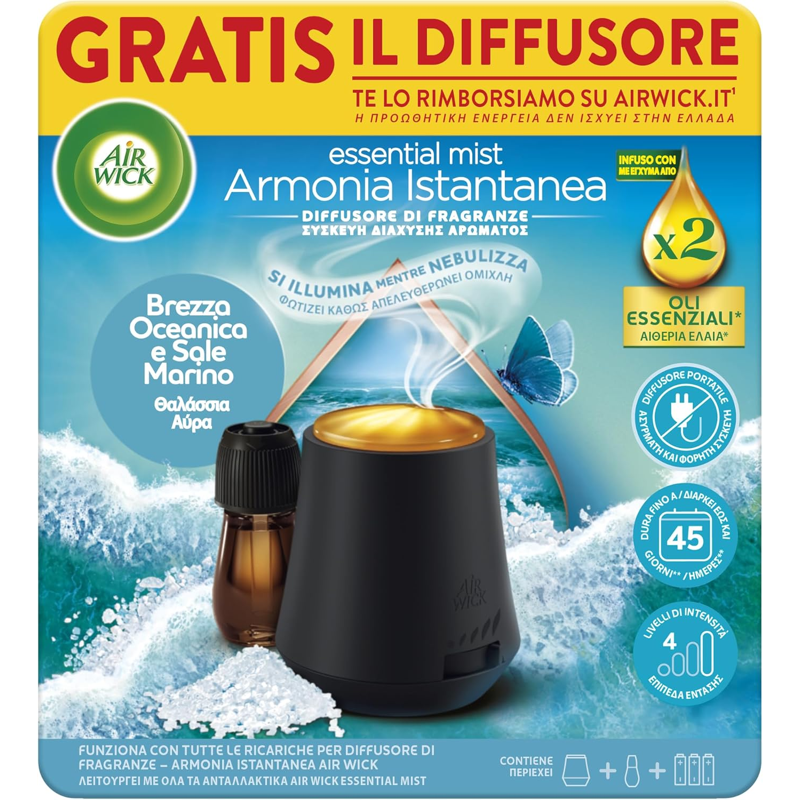 GRATIS IL DIFFUSORE
TE LO RIMBORSIAMO SU AIRWICK.IT¹
Η ΠΡΟΩΘΗΤΙΚΗ ΕΝΕΡΓΕΙΑ ΔΕΝ ΙΣΧΥΕΙ ΣΤΗΝ ΕΛΛΑΔΑ
AIR
WICK
essential mist
Armonia Istantanea
DIFFUSORE DI FRAGRANZE
ΣΥΣΚΕΥΗ ΔΙΑΧΥΣΗΣ ΑΡΩΜΑΤΟΣ
INFUSO CON
ΜΕ ΕΓΧΥΜΑ ΑΠΟ
x2
OLI
ESSENZIALI*
ΑΙΘΕΡΙΑ ΕΛΑΙΑ*
SI ILLUMINA MENTRE NEBULIZZA
ΦΩΤΙΖΕΙ ΚΑΘΩΣ ΑΠΕΛΕΥΘΕΡΩΝΕΙ ΟΜΙΧΛΗ
Brezza
Oceanica
e Sale
Marino
Θαλάσσια
Αύρα
DIFFUSORE PORTATILE
ΑΣΥΡΜΑΤΗ ΚΑΙ ΦΟΡΗΤΗ ΣΥΣΚΕΥΗ
DURA FINO A / ΔΙΑΡΚΕΙ ΕΩΣ ΚΑΙ
45
GIORNI** / ΗΜΕΡΕΣ**
LIVELLI DI INTENSITÀ
4
ΕΠΙΠΕΔΑ ΕΝΤΑΣΗΣ
AIR
WICK
FUNZIONA CON TUTTE LE RICARICHE PER DIFFUSORE DI
FRAGRANZE – ARMONIA ISTANTANEA AIR WICK
ΛΕΙΤΟΥΡΓΕΙ ΜΕ ΟΛΑ ΤΑ ΑΝΤΑΛΛΑΚΤΙΚΑ AIR WICK ESSENTIAL MIST
CONTIENE
ΠΕΡΙΕΧΕΙ
+ +